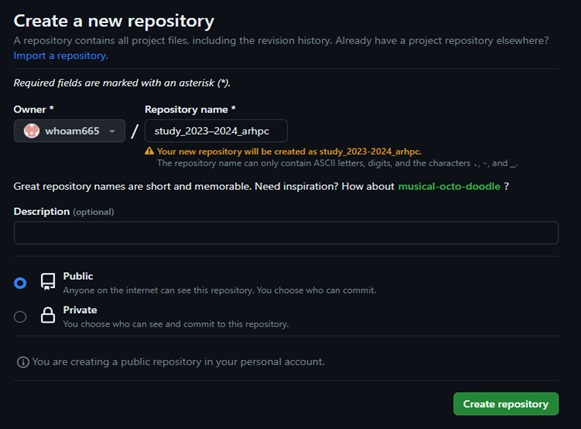 Create a new repository
A repository contains all project files, including the revision history. Already have a project repository elsewhere?
Import a repository.
Required fields are marked with an asterisk (*).
Owner * Repository name *
whoam665 / study_2023–2024_arhpc
Your new repository will be created as study_2023-2024_arhpc.
The repository name can only contain ASCII letters, digits, and the characters ., -, and _.
Great repository names are short and memorable. Need inspiration? How about musical-octo-doodle ?
Description (optional)
Public
Anyone on the internet can see this repository. You choose who can commit.
Private
You choose who can see and commit to this repository.
You are creating a public repository in your personal account.
Create repository